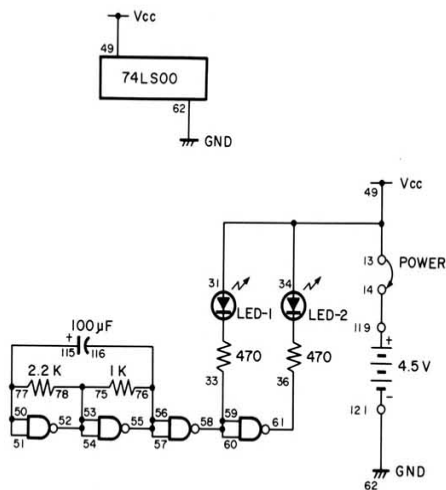 Vcc
49
74LS00
62
GND
49 Vcc
13
POWER
14
31
34
LED-1
LED-2
119
+
100µF
+
115 116
470
470
4.5 V
2.2 K
1K
33
36
77 78
75 76
-
121
50
52
53
55
56
58
59
61
51
54
57
60
62
GND